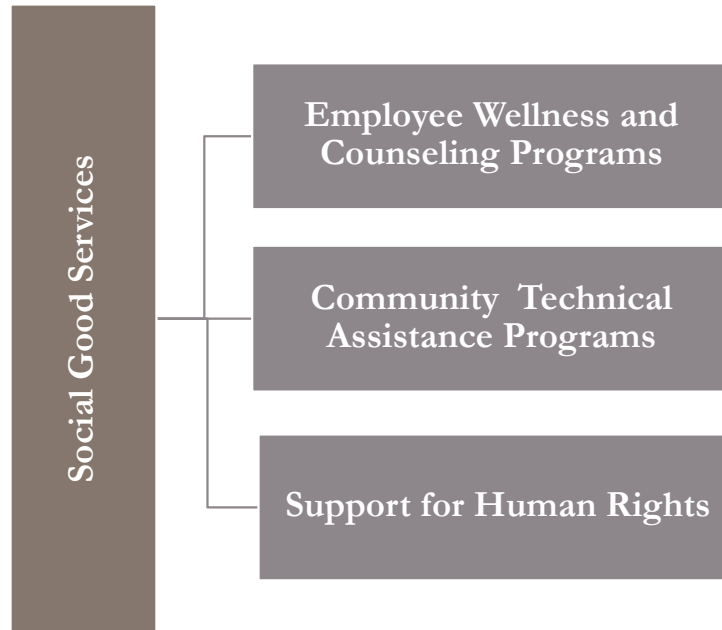 Social Good Services
Employee Wellness and
Counseling Programs
Community  Technical
Assistance Programs
Support for Human Rights